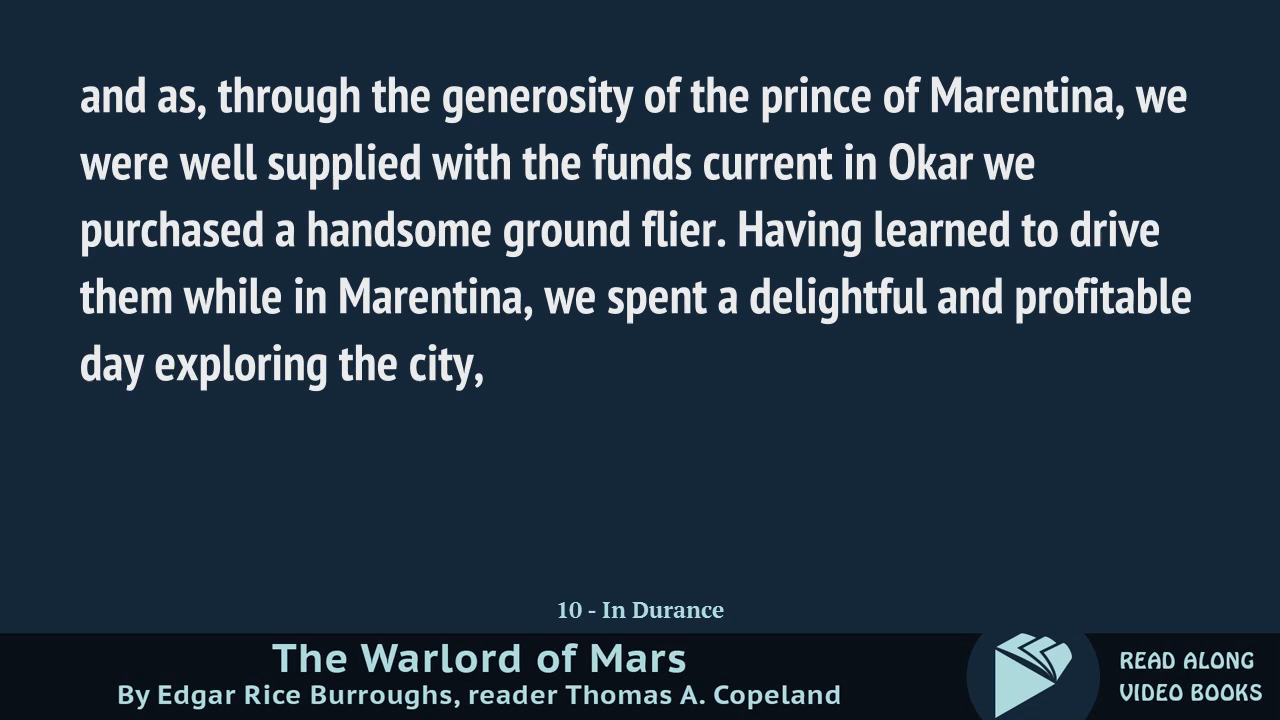 and as, through the generosity of the prince of Marentina, we
were well supplied with the funds current in Okar we
purchased a handsome ground flier. Having learned to drive
them while in Marentina, we spent a delightful and profitable
day exploring the city,
10 - In Durance
The Warlord of Mars
By Edgar Rice Burroughs, reader Thomas A. Copeland
READ ALONG
VIDEO BOOKS